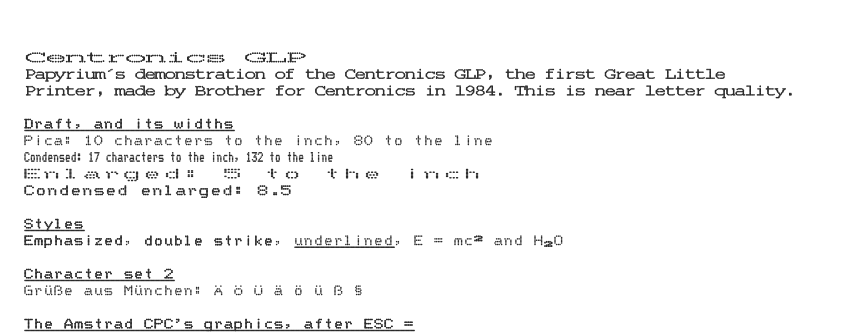 Centronics GLP
Papyrium´s demonstration of the Centronics GLP, the first Great Little
Printer, made by Brother for Centronics in 1984. This is near letter quality.
Draft, and its widths
Pica: 10 characters to the inch, 80 to the line
Condensed: 17 characters to the inch, 132 to the line
Enlarged: 5 to the inch
Condensed enlarged: 8.5
Styles
Emphasized, double strike, underlined, E = mc² and H₂O
Character set 2
Grüße aus München: Ä Ö Ü ä ö ü ß §
The Amstrad CPC's graphics, after ESC =